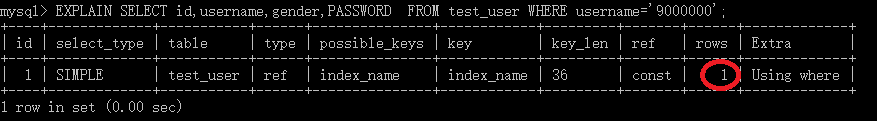 mysql> EXPLAIN SELECT id,username,gender,PASSWORD  FROM test_user WHERE username='9000000';
+----+-------------+-----------+------+---------------+------------+---------+-------+------+-------------+
| id | select_type | table     | type | possible_keys | key        | key_len | ref   | rows | Extra       |
+----+-------------+-----------+------+---------------+------------+---------+-------+------+-------------+
|  1 | SIMPLE      | test_user | ref  | index_name    | index_name | 36      | const |    1 | Using where |
+----+-------------+-----------+------+---------------+------------+---------+-------+------+-------------+
1 row in set (0.00 sec)